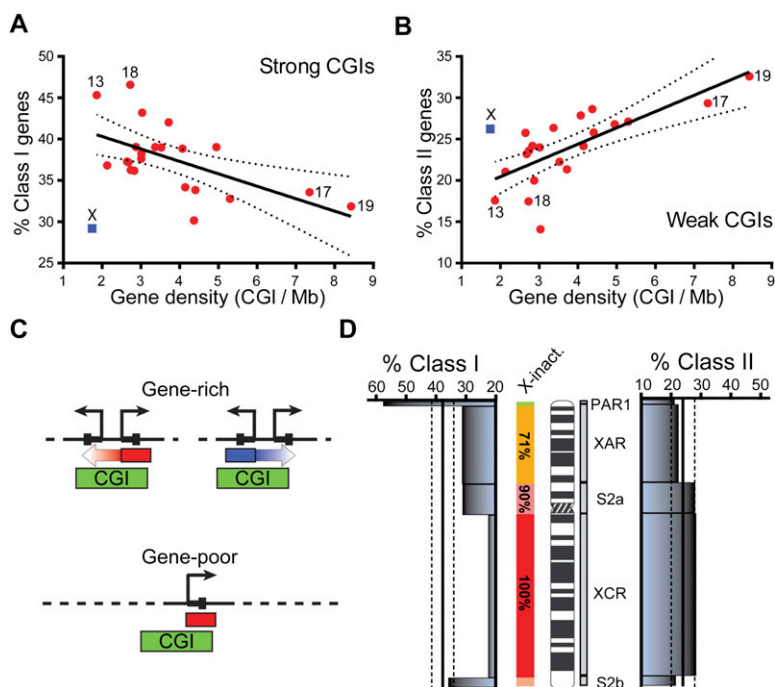 A
B
Strong CGIs
Weak CGIs
% Class I genes
50
45
40
35
30
25
13
18
X
17
19
1 2 3 4 5 6 7 8 9
Gene density (CGI / Mb)
% Class II genes
35
30
25
20
15
10
X
13
18
17
19
1 2 3 4 5 6 7 8 9
Gene density (CGI / Mb)
C
D
Gene-rich
CGI
CGI
Gene-poor
CGI
% Class I
X-inact.
% Class II
60 50 40 30 20
10 20 30 40 50
71%
90%
100%
PAR1
XAR
S2a
XCR
S2b